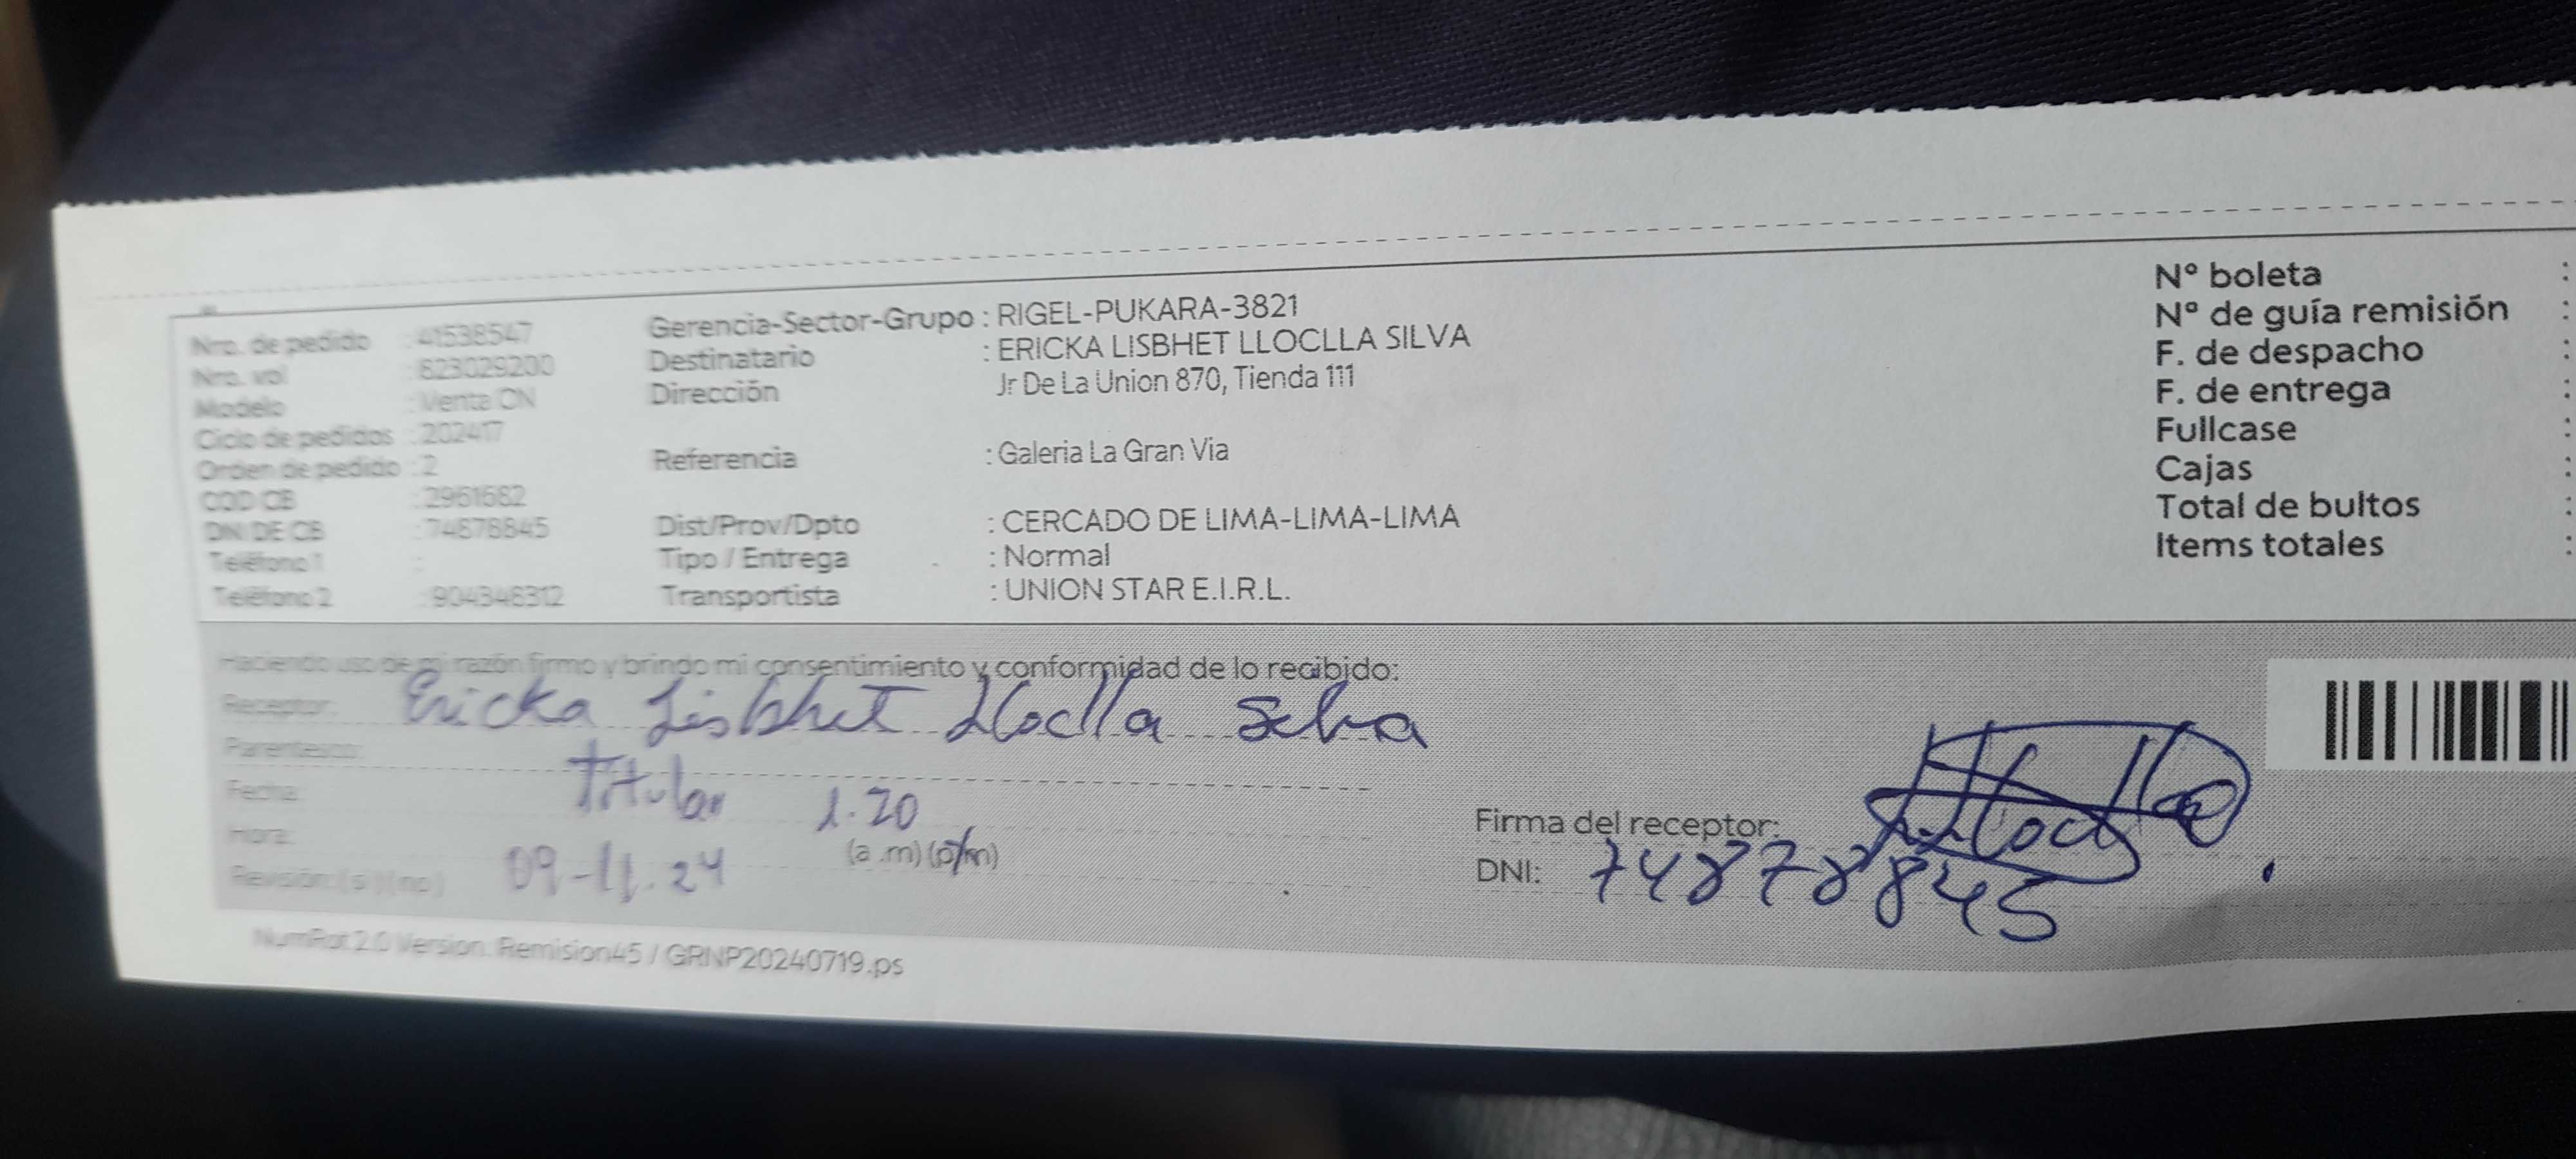 Nro. de pedido : 41538547
Nro. vol : 623029200
Modelo : Venta CN
Ciclo de pedidos : 202417
Orden de pedido : 2
COD CB : 2961682
DNI DE CB : 74878845
Teléfono 1 :
Teléfono 2 : 904346312
Gerencia-Sector-Grupo : RIGEL-PUKARA-3821
Destinatario : ERICKA LISBHET LLOCLLA SILVA
Dirección Jr De La Union 870, Tienda 111
Referencia : Galeria La Gran Via
Dist/Prov/Dpto : CERCADO DE LIMA-LIMA-LIMA
Tipo / Entrega : Normal
Transportista : UNION STAR E.I.R.L.
Nº boleta :
Nº de guía remisión :
F. de despacho :
F. de entrega :
Fullcase :
Cajas :
Total de bultos :
Items totales :
Haciendo uso de mi razón firmo y brindo mi consentimiento y conformidad de lo recibido:
Receptor: Ericka Lisbhet Lloclla Silva
Parentesco: Titular
Fecha:
Hora: 1.20 (a.m) (p.m)
Revisión: (si) (no) 09-11.24
Firma del receptor: Lloclla
DNI: 74878845
NumRot 2.0 Version: Remision45 / GRNP20240719.ps